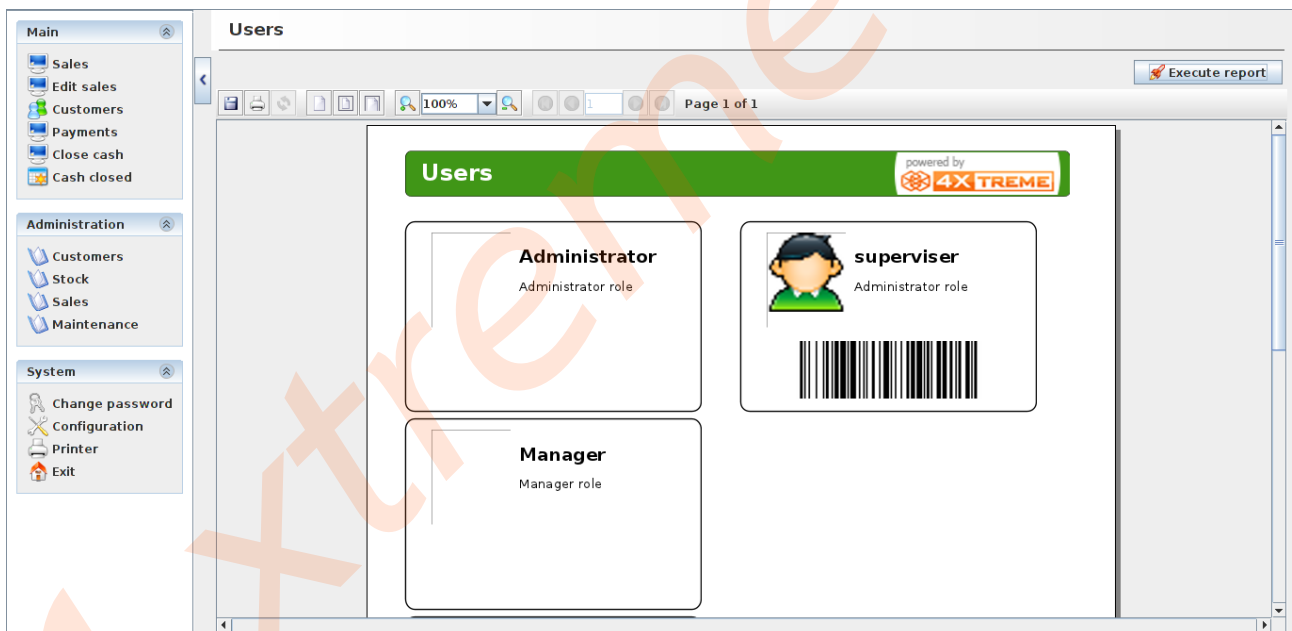 Main
Sales
Edit sales
Customers
Payments
Close cash
Cash closed
Administration
Customers
Stock
Sales
Maintenance
System
Change password
Configuration
Printer
Exit
Users
Execute report
100%
1
Page 1 of 1
Users
powered by
4X TREME
Administrator
Administrator role
superviser
Administrator role
Manager
Manager role
xtreme